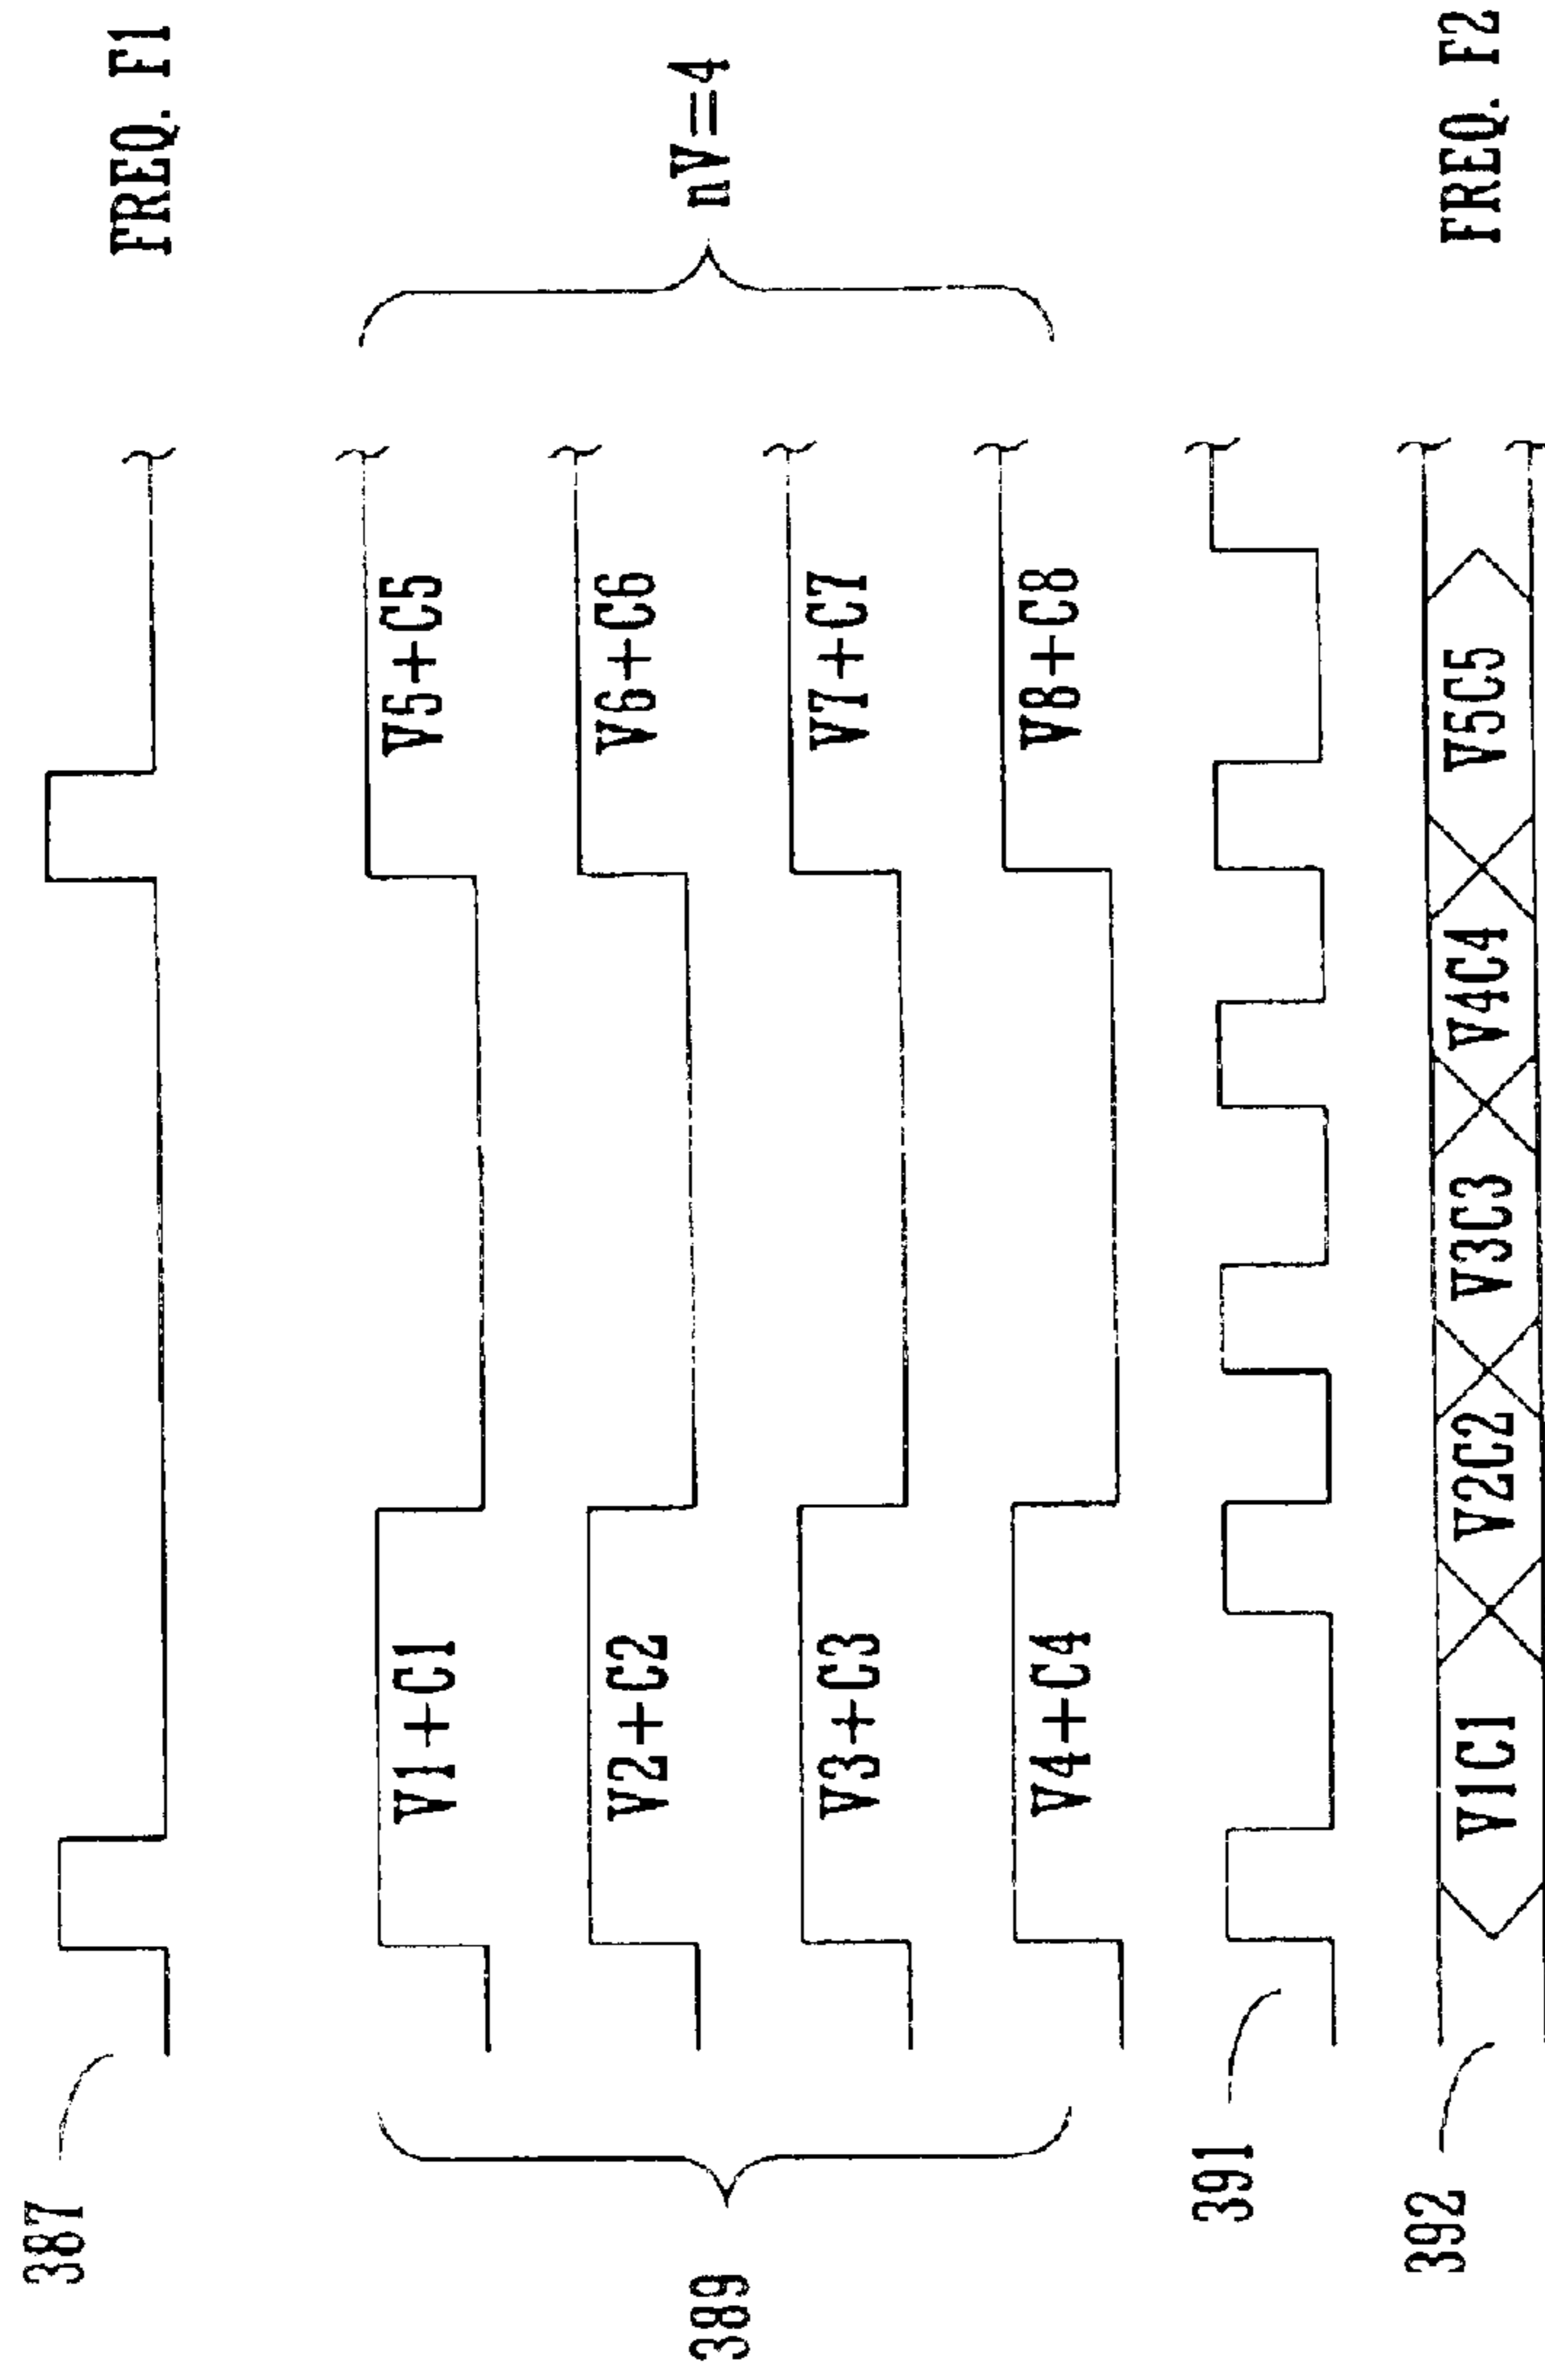 387
FREQ. F1
V1+C1
V5+C5
V2+C2
V6+C6
389
nV=4
V3+C3
V7+C7
V4+C4
V8+C8
391
392
V1C1
V2C2
V3C3
V4C4
V5C5
FREQ. F2